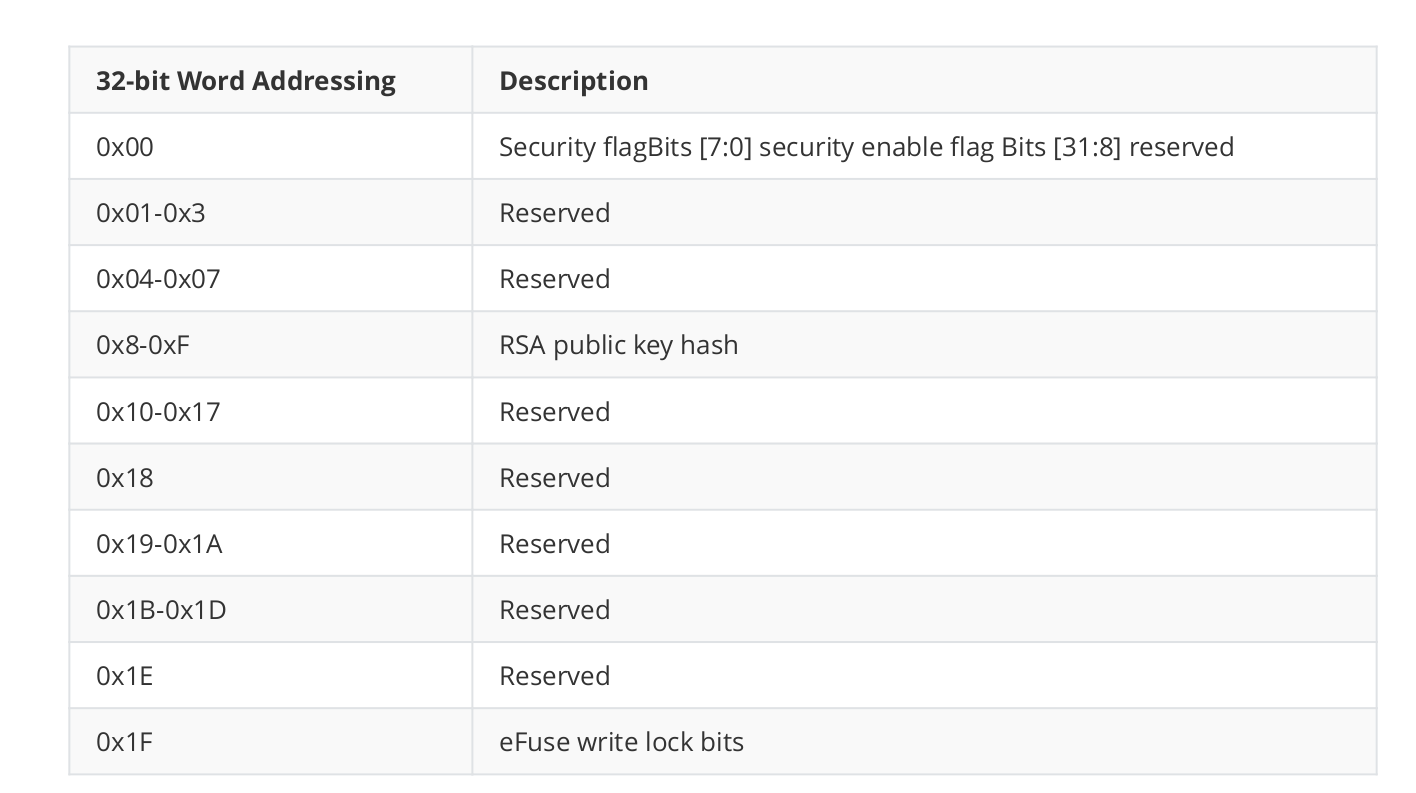 32-bit Word Addressing Description
0x00 Security flagBits [7:0] security enable flag Bits [31:8] reserved
0x01-0x3 Reserved
0x04-0x07 Reserved
0x8-0xF RSA public key hash
0x10-0x17 Reserved
0x18 Reserved
0x19-0x1A Reserved
0x1B-0x1D Reserved
0x1E Reserved
0x1F eFuse write lock bits